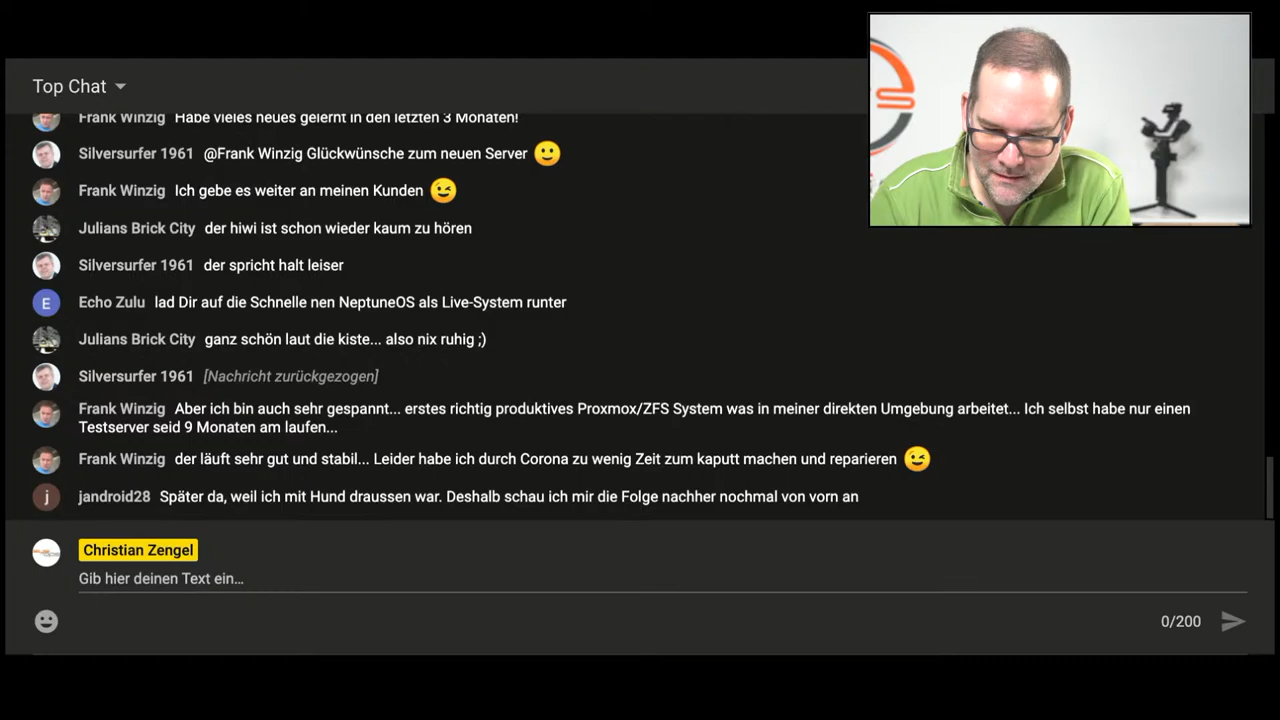 Top Chat
Frank Winzig Habe vieles neues gelernt in den letzten 3 Monaten!
Silversurfer 1961 @Frank Winzig Glückwünsche zum neuen Server
Frank Winzig Ich gebe es weiter an meinen Kunden
Julians Brick City der hiwi ist schon wieder kaum zu hören
Silversurfer 1961 der spricht halt leiser
E Echo Zulu lad Dir auf die Schnelle nen NeptuneOS als Live-System runter
Julians Brick City ganz schön laut die kiste... also nix ruhig ;)
Silversurfer 1961 [Nachricht zurückgezogen]
Frank Winzig Aber ich bin auch sehr gespannt... erstes richtig produktives Proxmox/ZFS System was in meiner direkten Umgebung arbeitet... Ich selbst habe nur einen
Testserver seid 9 Monaten am laufen...
Frank Winzig der läuft sehr gut und stabil... Leider habe ich durch Corona zu wenig Zeit zum kaputt machen und reparieren
j jandroid28 Später da, weil ich mit Hund draussen war. Deshalb schau ich mir die Folge nachher nochmal von vorn an
Christian Zengel
Gib hier deinen Text ein...
0/200